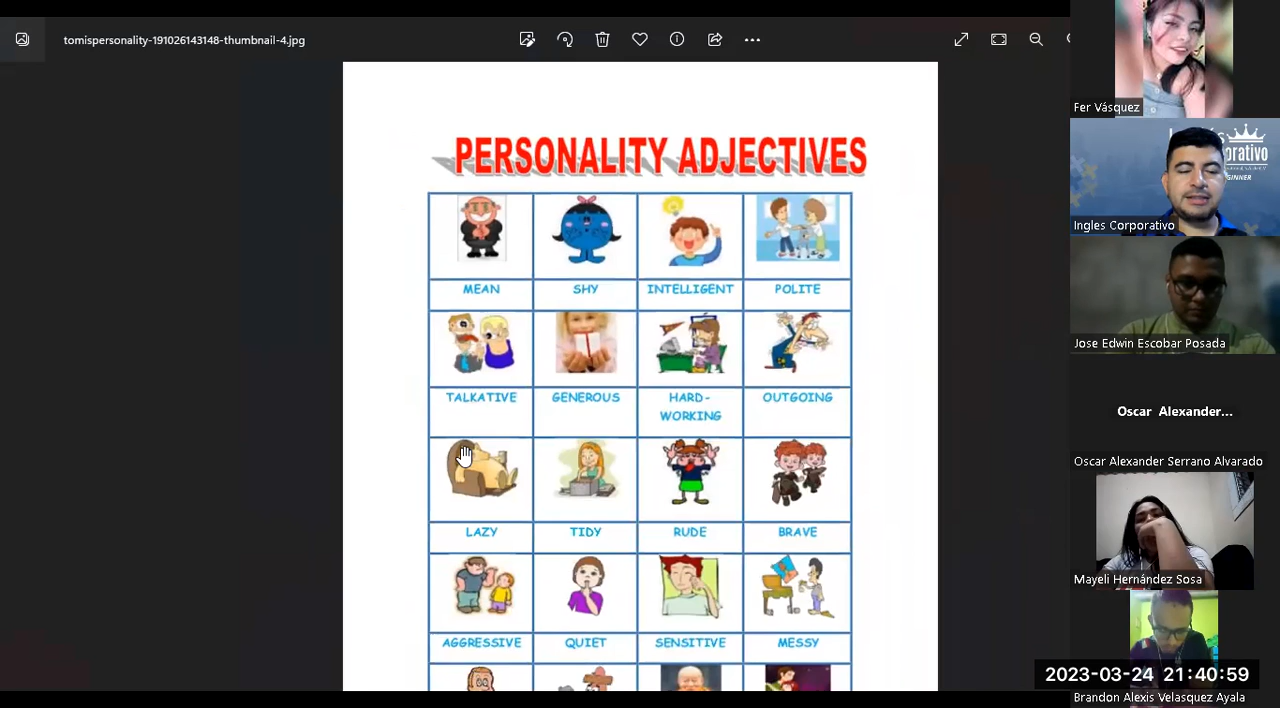 tomispersonality-191026143148-thumbnail-4.jpg
PERSONALITY ADJECTIVES
MEAN SHY INTELLIGENT POLITE
TALKATIVE GENEROUS HARD-
WORKING OUTGOING
LAZY TIDY RUDE BRAVE
AGGRESSIVE QUIET SENSITIVE MESSY
Fer Vásquez
Ingles Corporativo
Jose Edwin Escobar Posada
Oscar Alexander...
Oscar Alexander Serrano Alvarado
Mayeli Hernández Sosa
2023-03-24 21:40:59
Brandon Alexis Velasquez Ayala